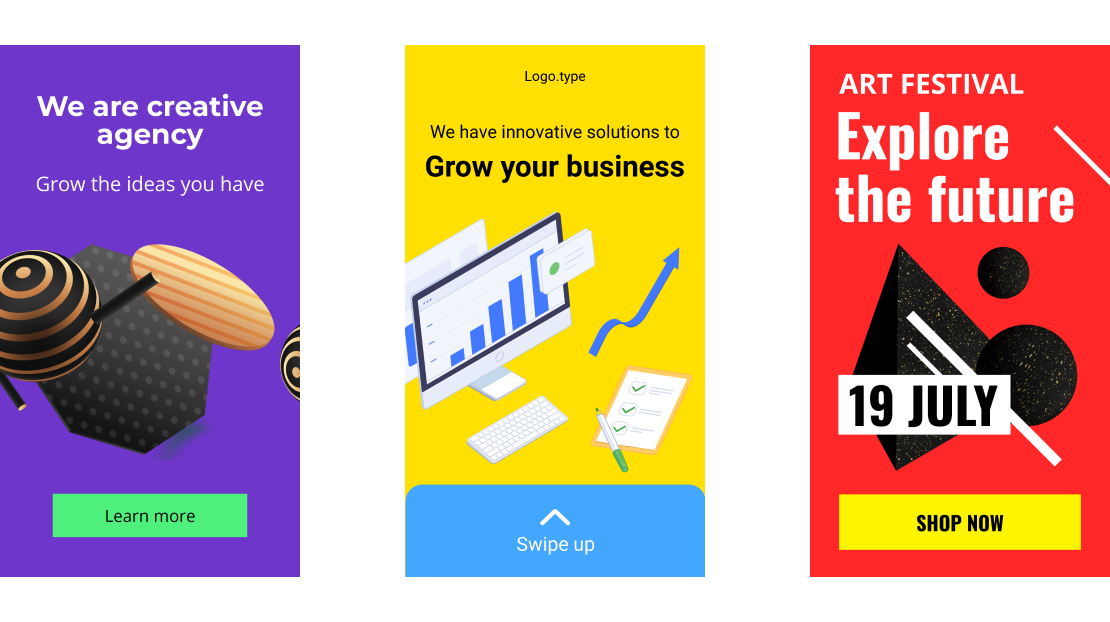 We are creative
agency
Grow the ideas you have
Learn more
Logo.type
We have innovative solutions to
Grow your business
Swipe up
ART FESTIVAL
Explore
the future
19 JULY
SHOP NOW